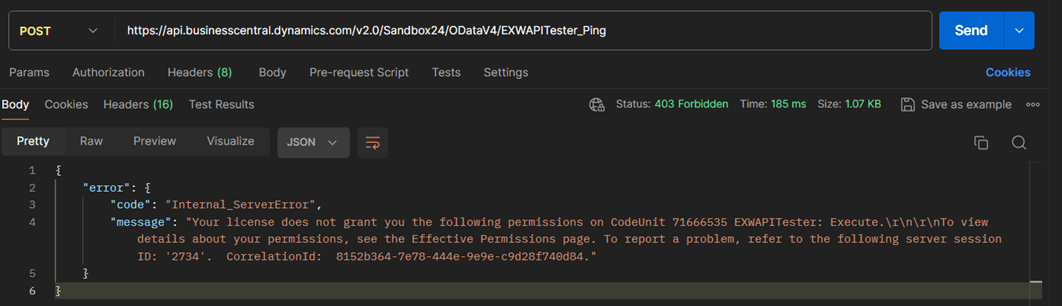 POST https://api.businesscentral.dynamics.com/v2.0/Sandbox24/ODataV4/EXWAPITester_Ping Send
Params Authorization Headers (8) Body Pre-request Script Tests Settings Cookies
Body Cookies Headers (16) Test Results Status: 403 Forbidden Time: 185 ms Size: 1.07 KB Save as example
Pretty Raw Preview Visualize JSON
1 {
2 "error": {
3 "code": "Internal_ServerError",
4 "message": "Your license does not grant you the following permissions on CodeUnit 71666535 EXWAPITester: Execute.\r\n\r\nTo view
details about your permissions, see the Effective Permissions page. To report a problem, refer to the following server session
ID: '2734'.  CorrelationId:  8152b364-7e78-444e-9e9e-c9d28f740d84."
5 }
6 }